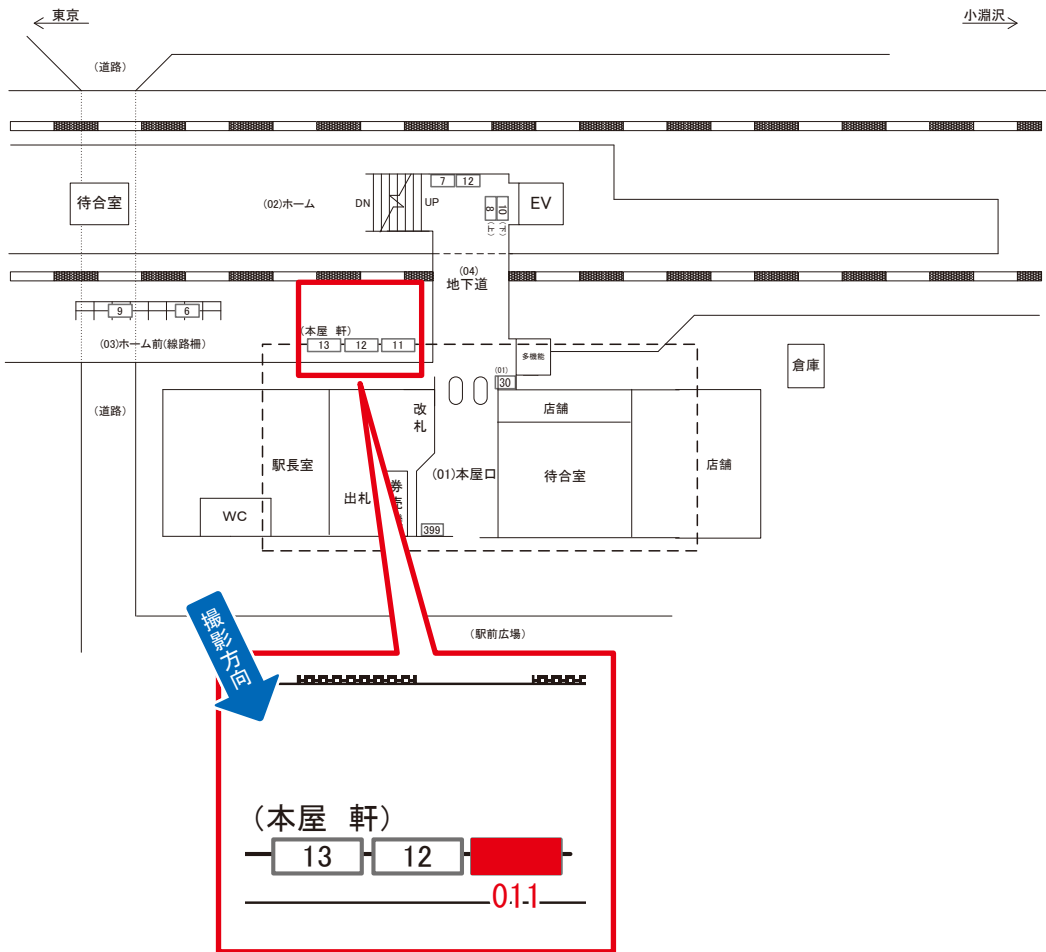 東京
小淵沢
(道路)
待合室
(02)ホーム
DN
UP
7
12
8
10
(上)
(下)
EV
(04)
地下道
9
6
(03)ホーム前(線路柵)
(本屋 軒)
13
12
11
多機能
(01)
30
倉庫
(道路)
改札
店舗
駅長室
出札
券売
(01)本屋口
待合室
店舗
WC
399
(駅前広場)
撮影方向
(本屋 軒)
13
12
011